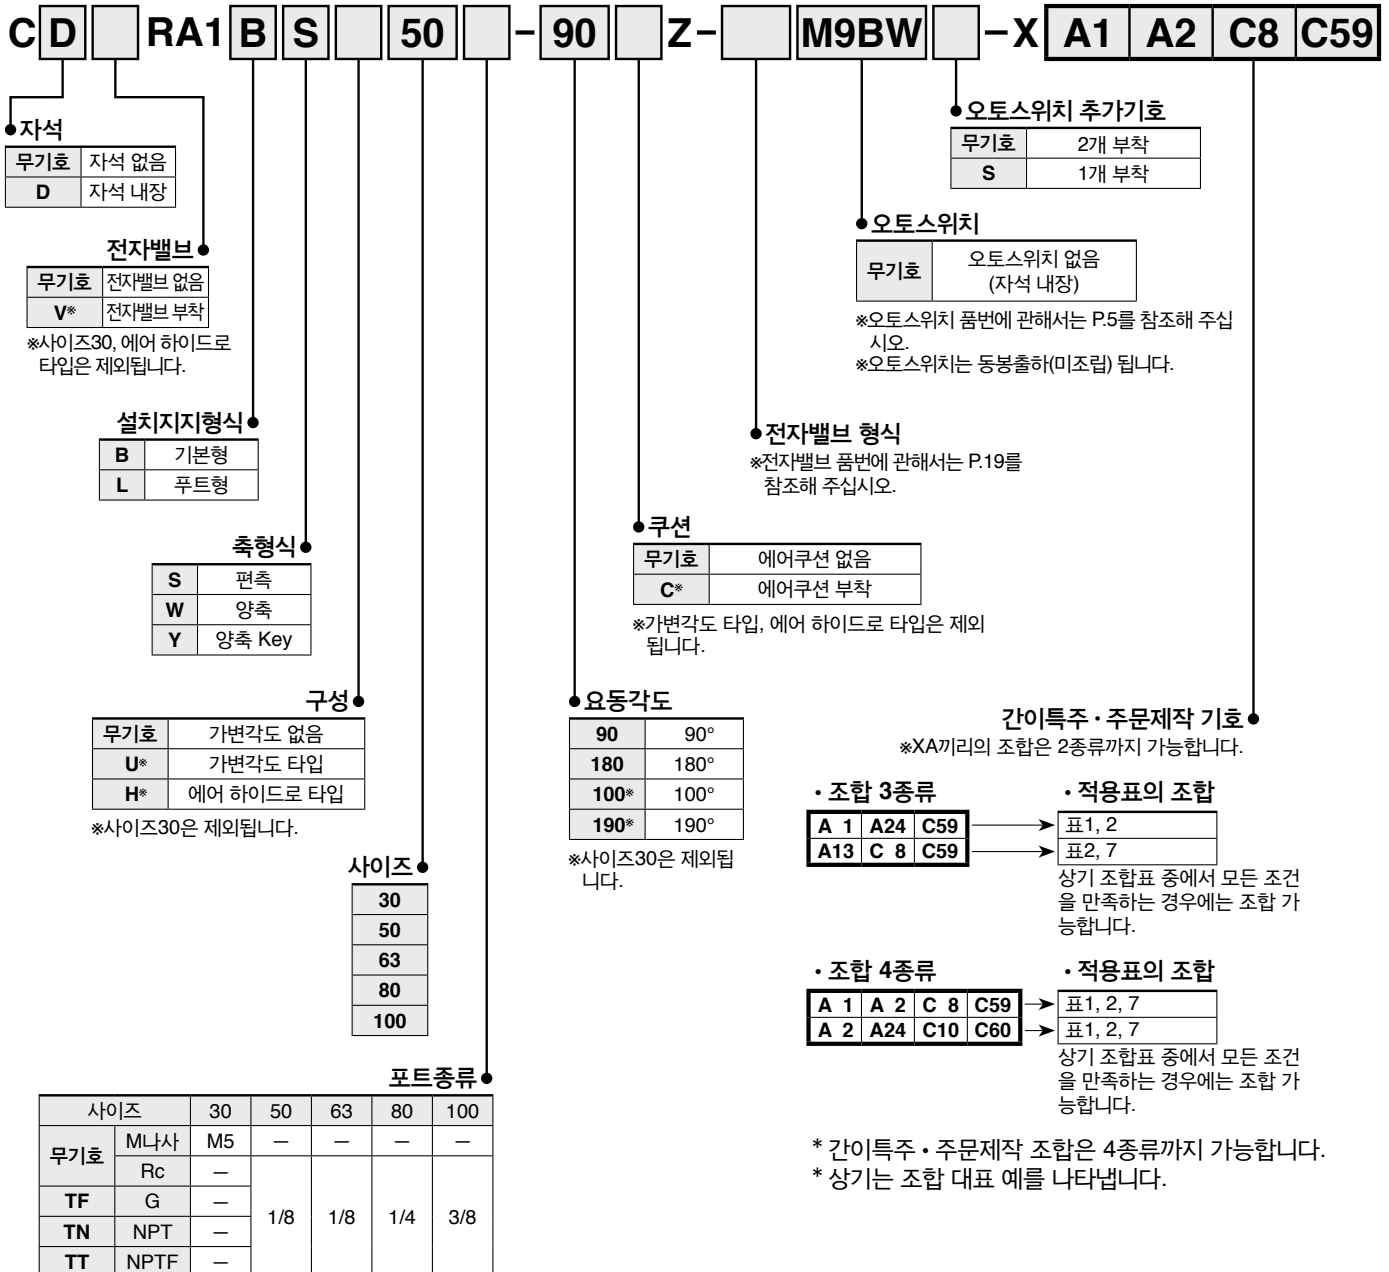 CD RA1BS 50 -90 Z- M9BW -XA1 A2 C8 C59
자석
무기호 자석 없음
D 자석 내장
전자밸브
무기호 전자밸브 없음
V※ 전자밸브 부착
※사이즈30, 에어 하이드로
타입은 제외됩니다.
설치지지형식
B 기본형
L 푸트형
축형식
S 편측
W 양축
Y 양축 Key
구성
무기호 가변각도 없음
U※ 가변각도 타입
H※ 에어 하이드로 타입
※사이즈30은 제외됩니다.
사이즈
30
50
63
80
100
포트종류
사이즈 30 50 63 80 100
무기호 M나사 M5 － － － －
Rc － 1/8 1/8 1/4 3/8
TF G －
TN NPT －
TT NPTF －
요동각도
90 90°
180 180°
100※ 100°
190※ 190°
※사이즈30은 제외됩
니다.
쿠션
무기호 에어쿠션 없음
C※ 에어쿠션 부착
※가변각도 타입, 에어 하이드로 타입은 제외
됩니다.
전자밸브 형식
※전자밸브 품번에 관해서는 P.19를
참조해 주십시오.
오토스위치
무기호 오토스위치 없음
(자석 내장)
※오토스위치 품번에 관해서는 P.5를 참조해 주십
시오.
※오토스위치는 동봉출하(미조립) 됩니다.
오토스위치 추가기호
무기호 2개 부착
S 1개 부착
간이특주・주문제작 기호
※XA끼리의 조합은 2종류까지 가능합니다.
・조합 3종류 ・적용표의 조합
A 1 A24 C59 표1, 2
A13 C 8 C59 표2, 7
상기 조합표 중에서 모든 조건
을 만족하는 경우에는 조합 가
능합니다.
・조합 4종류 ・적용표의 조합
A 1 A 2 C 8 C59 표1, 2, 7
A 2 A24 C10 C60 표1, 2, 7
상기 조합표 중에서 모든 조건
을 만족하는 경우에는 조합 가
능합니다.
* 간이특주・주문제작 조합은 4종류까지 가능합니다.
* 상기는 조합 대표 예를 나타냅니다.